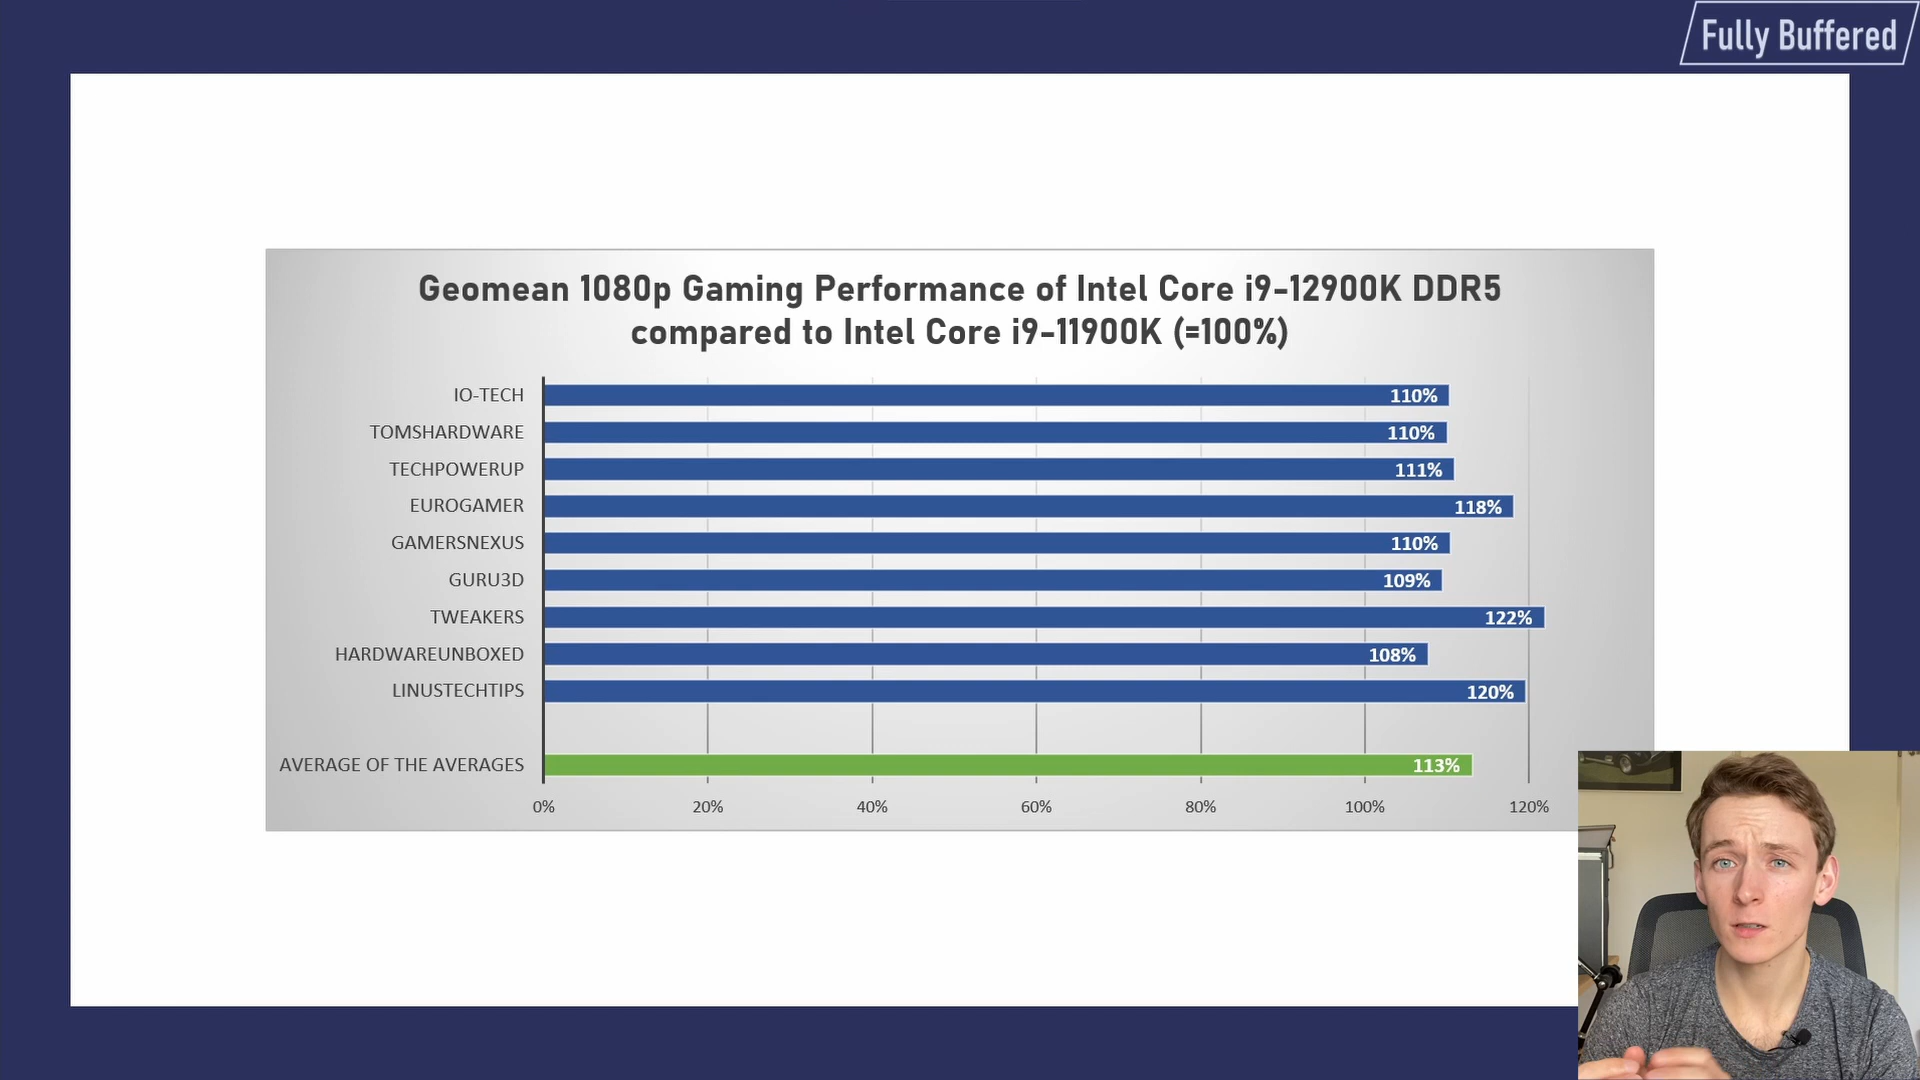 Fully Buffered
Geomean 1080p Gaming Performance of Intel Core i9-12900K DDR5
compared to Intel Core i9-11900K (=100%)
IO-TECH 110%
TOMSHARDWARE 110%
TECHPOWERUP 111%
EUROGAMER 118%
GAMERSNEXUS 110%
GURU3D 109%
TWEAKERS 122%
HARDWAREUNBOXED 108%
LINUSTECHTIPS 120%
AVERAGE OF THE AVERAGES 113%
0% 20% 40% 60% 80% 100% 120%